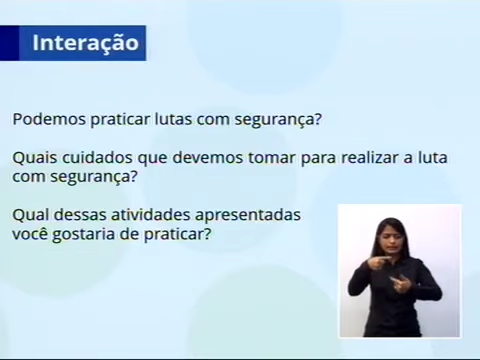 Interação
Podemos praticar lutas com segurança?
Quais cuidados que devemos tomar para realizar a luta
com segurança?
Qual dessas atividades apresentadas
você gostaria de praticar?